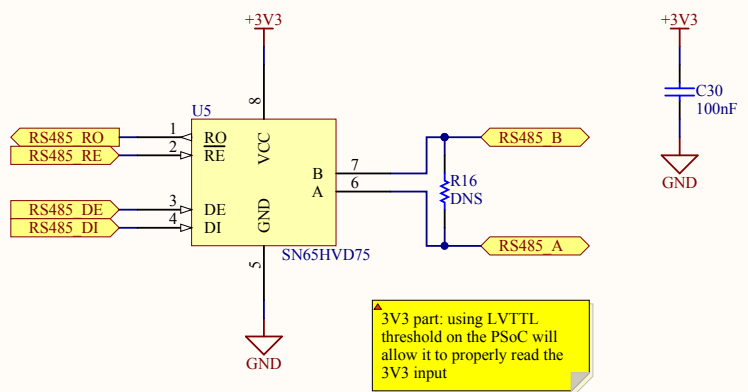 +3V3
+3V3
U5
8
C30
100nF
RS485_RO
1
RO
VCC
RS485_RE
2
RE
B
7
RS485_B
A
6
R16
DNS
RS485_DE
3
DE
GND
RS485_DI
4
DI
GND
RS485_A
5
SN65HVD75
GND
3V3 part: using LVTTL
threshold on the PSoC will
allow it to properly read the
3V3 input